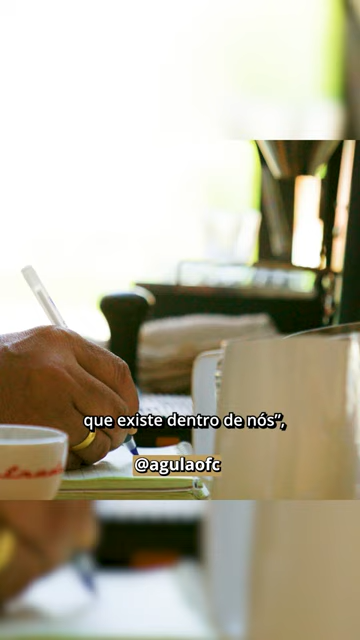 que existe dentro de nós”,
@agulaofc